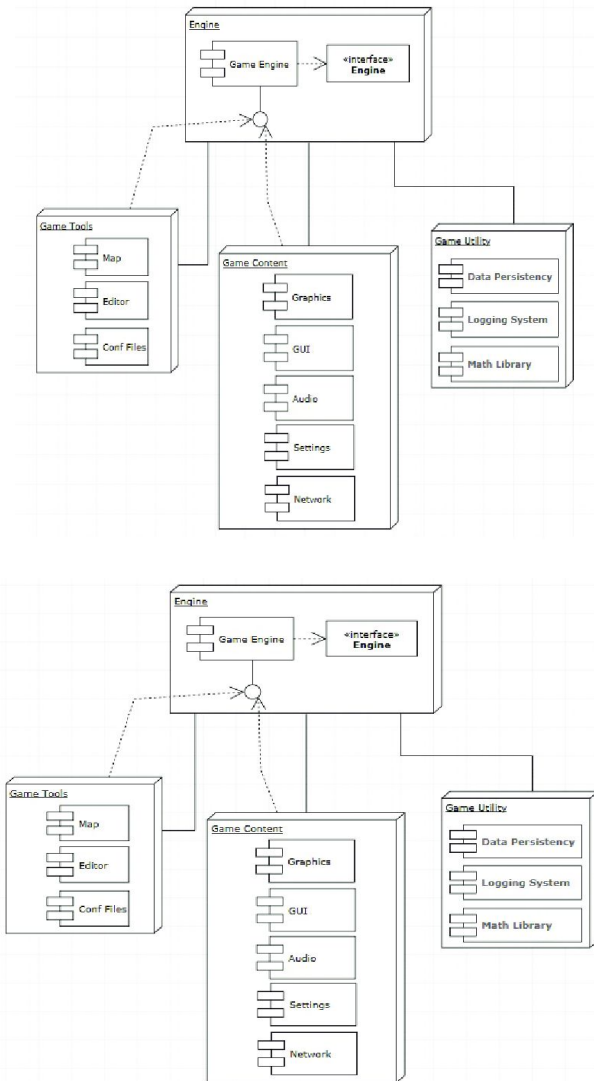 Engine
Game Engine
«interface»
Engine
Game Tools
Map
Editor
Conf Files
Game Content
Graphics
GUI
Audio
Settings
Network
Game Utility
Data Persistency
Logging System
Math Library
Engine
Game Engine
«interface»
Engine
Game Tools
Map
Editor
Conf Files
Game Content
Graphics
GUI
Audio
Settings
Network
Game Utility
Data Persistency
Logging System
Math Library